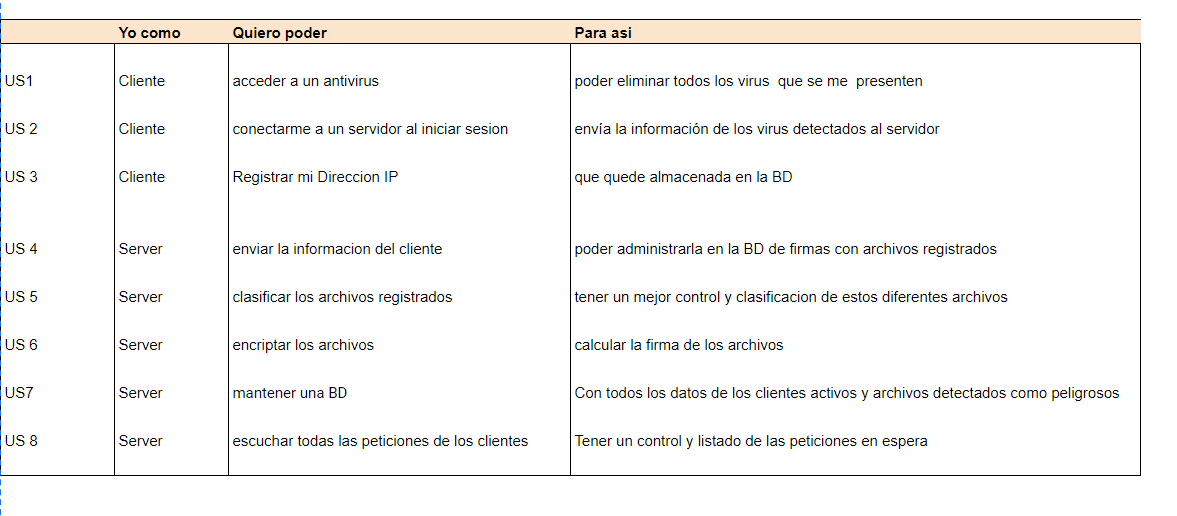 Yo como Quiero poder Para asi
US1 Cliente acceder a un antivirus poder eliminar todos los virus  que se me  presenten
US 2 Cliente conectarme a un servidor al iniciar sesion envía la información de los virus detectados al servidor
US 3 Cliente Registrar mi Direccion IP que quede almacenada en la BD
US 4 Server enviar la informacion del cliente poder administrarla en la BD de firmas con archivos registrados
US 5 Server clasificar los archivos registrados tener un mejor control y clasificacion de estos diferentes archivos
US 6 Server encriptar los archivos calcular la firma de los archivos
US7 Server mantener una BD Con todos los datos de los clientes activos y archivos detectados como peligrosos
US 8 Server escuchar todas las peticiones de los clientes Tener un control y listado de las peticiones en espera